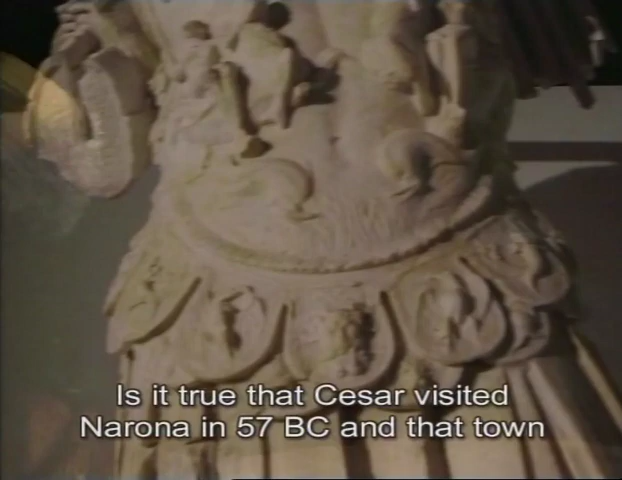 Is it true that Cesar visited
Narona in 57 BC and that town